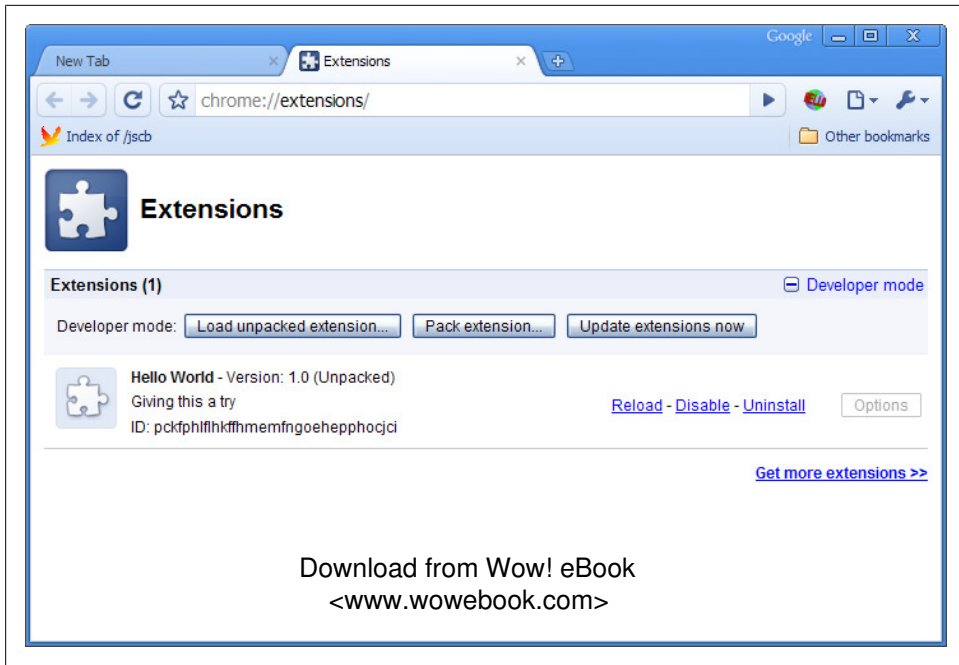 Google
New Tab
Extensions
chrome://extensions/
Index of /jscb
Other bookmarks
Extensions
Extensions (1)
Developer mode
Developer mode: Load unpacked extension... Pack extension... Update extensions now
Hello World - Version: 1.0 (Unpacked)
Giving this a try
Reload - Disable - Uninstall Options
ID: pckfphlflhkffhmemfngoehepphocjci
Get more extensions >>
Download from Wow! eBook
<www.wowebook.com>